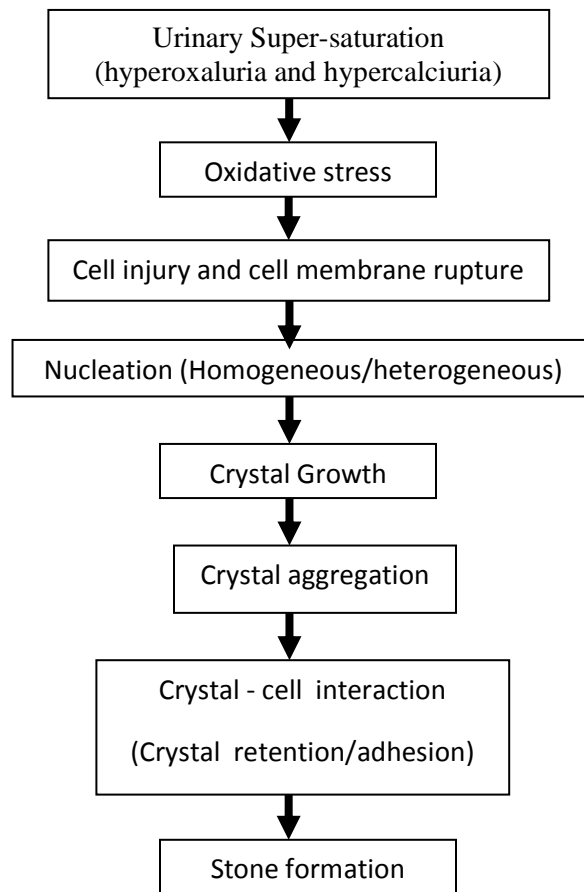 Urinary Super-saturation
(hyperoxaluria and hypercalciuria)
Oxidative stress
Cell injury and cell membrane rupture
Nucleation (Homogeneous/heterogeneous)
Crystal Growth
Crystal aggregation
Crystal - cell interaction
(Crystal retention/adhesion)
Stone formation